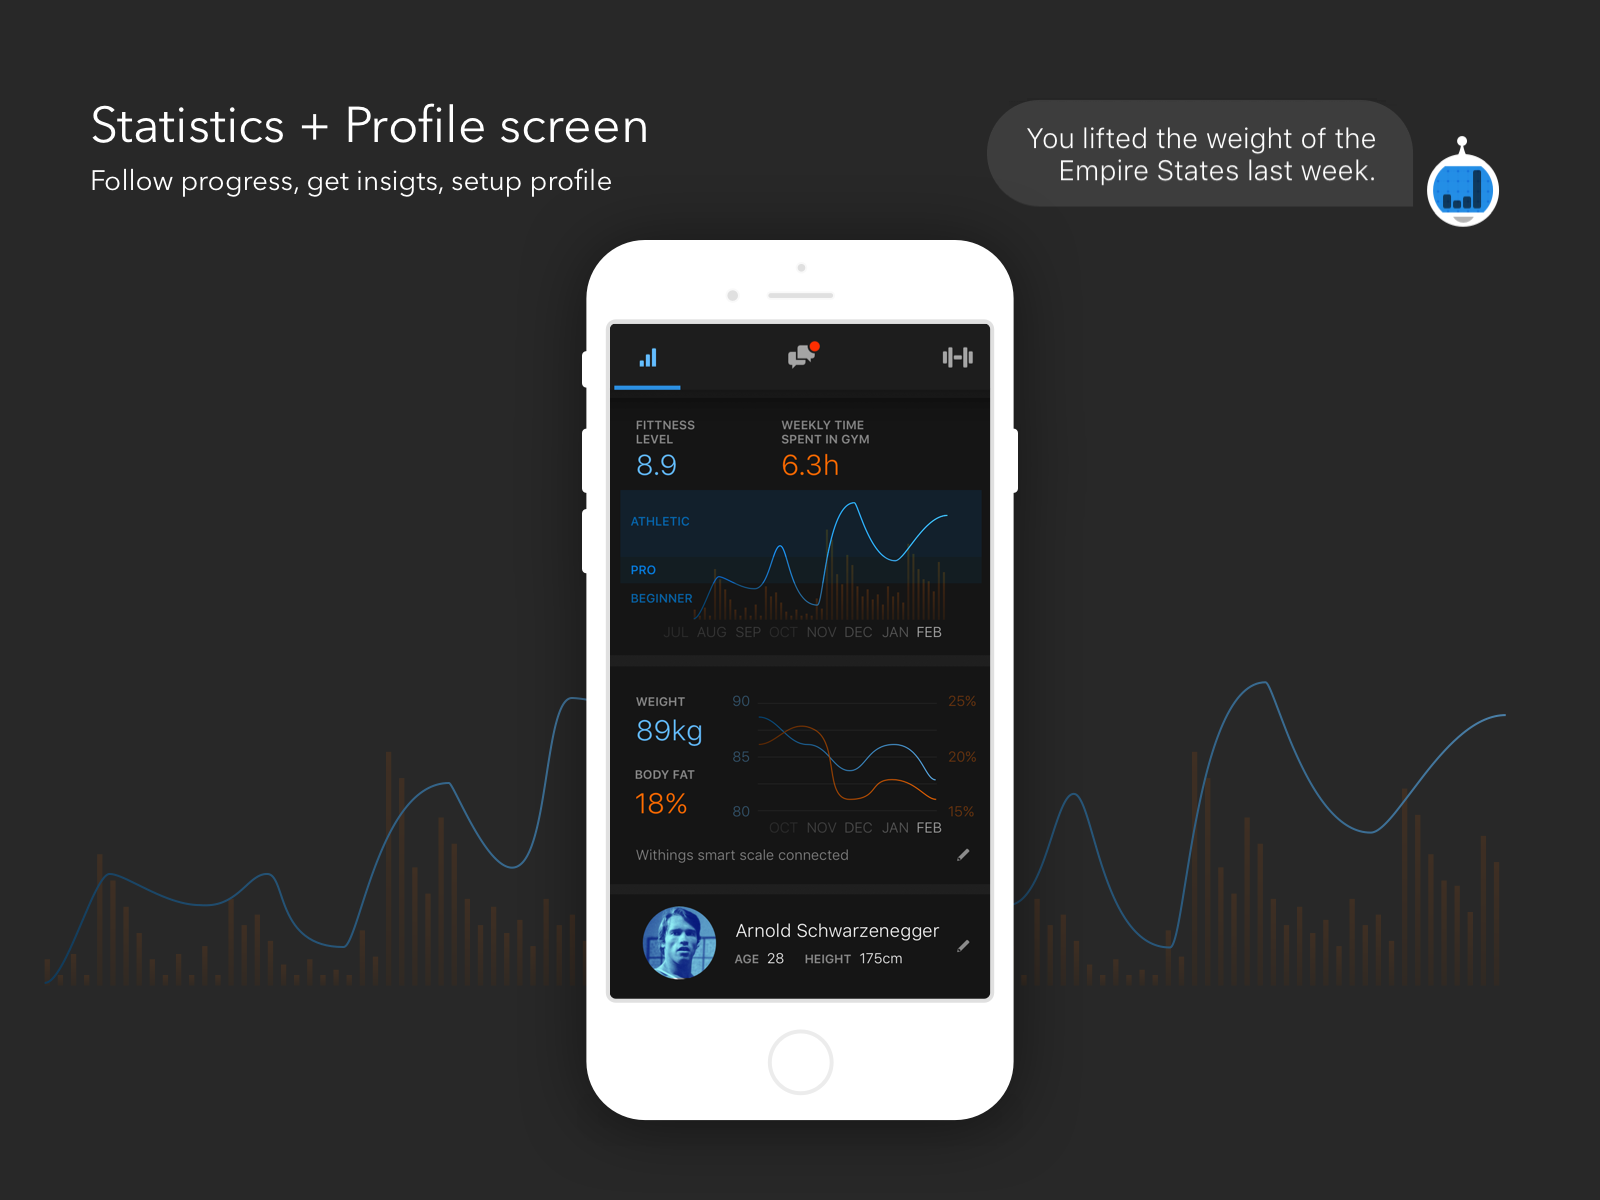 Statistics + Profile screen
Follow progress, get insigts, setup profile
You lifted the weight of the
Empire States last week.
FITTNESS
LEVEL
8.9
WEEKLY TIME
SPENT IN GYM
6.3h
ATHLETIC
PRO
BEGINNER
JUL AUG SEP OCT NOV DEC JAN FEB
WEIGHT
89kg
BODY FAT
18%
90 25%
85 20%
80 15%
OCT NOV DEC JAN FEB
Withings smart scale connected
Arnold Schwarzenegger
AGE 28 HEIGHT 175cm